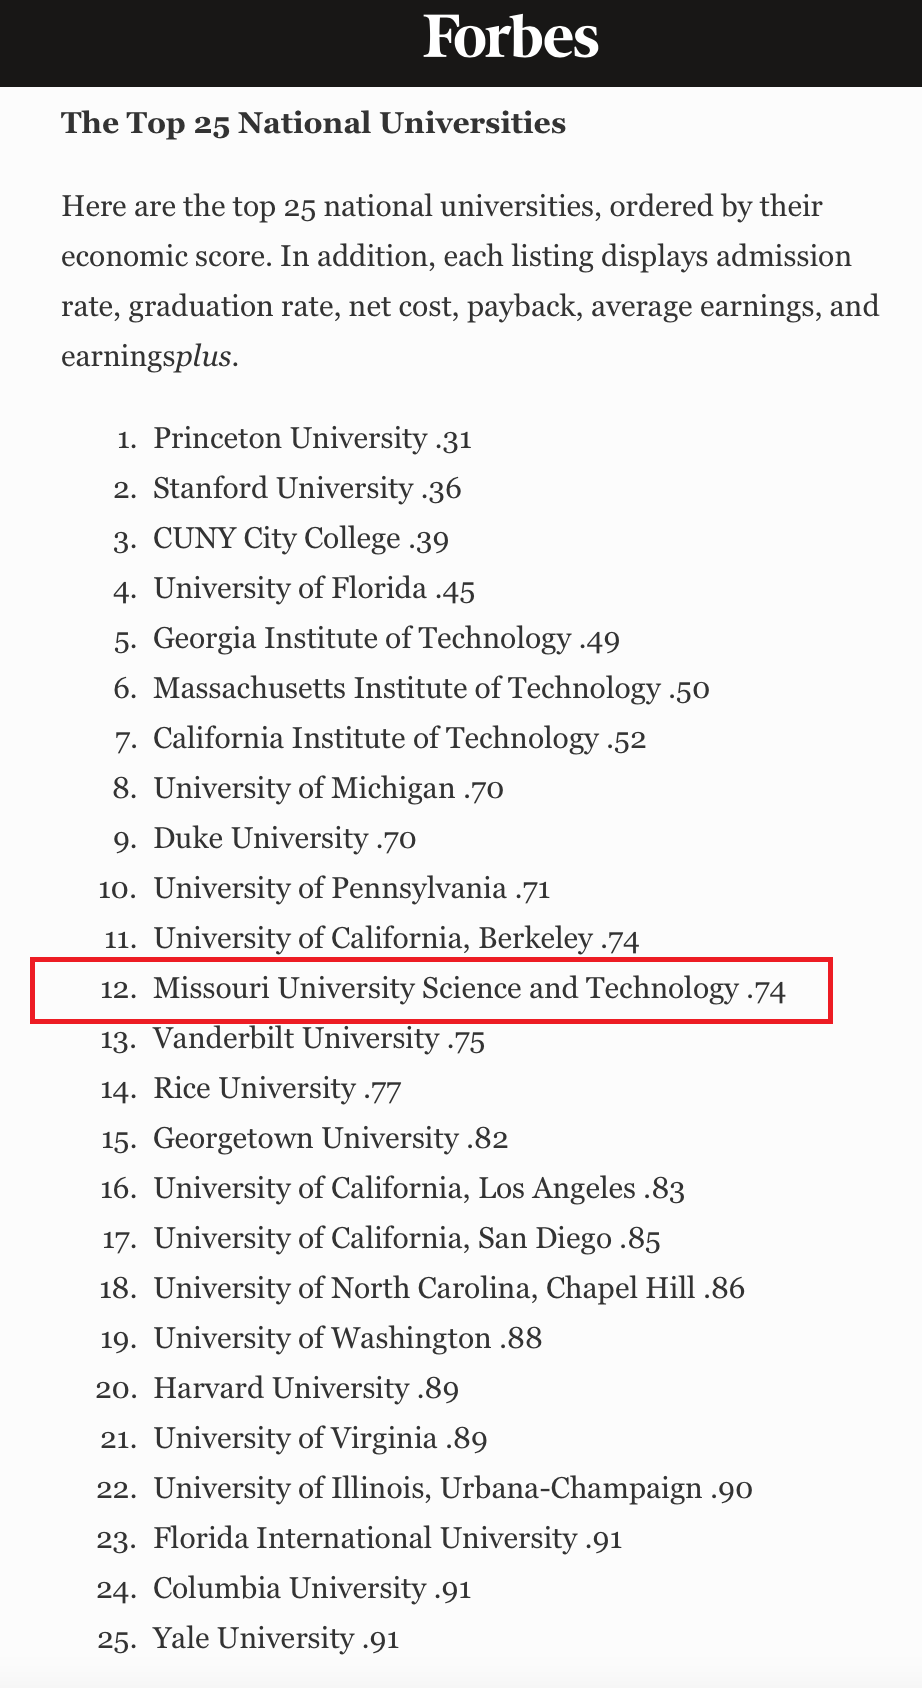 Forbes
The Top 25 National Universities
Here are the top 25 national universities, ordered by their
economic score. In addition, each listing displays admission
rate, graduation rate, net cost, payback, average earnings, and
earningsplus.
1. Princeton University .31
2. Stanford University .36
3. CUNY City College .39
4. University of Florida .45
5. Georgia Institute of Technology .49
6. Massachusetts Institute of Technology .50
7. California Institute of Technology .52
8. University of Michigan .70
9. Duke University .70
10. University of Pennsylvania .71
11. University of California, Berkeley .74
12. Missouri University Science and Technology .74
13. Vanderbilt University .75
14. Rice University .77
15. Georgetown University .82
16. University of California, Los Angeles .83
17. University of California, San Diego .85
18. University of North Carolina, Chapel Hill .86
19. University of Washington .88
20. Harvard University .89
21. University of Virginia .89
22. University of Illinois, Urbana-Champaign .90
23. Florida International University .91
24. Columbia University .91
25. Yale University .91